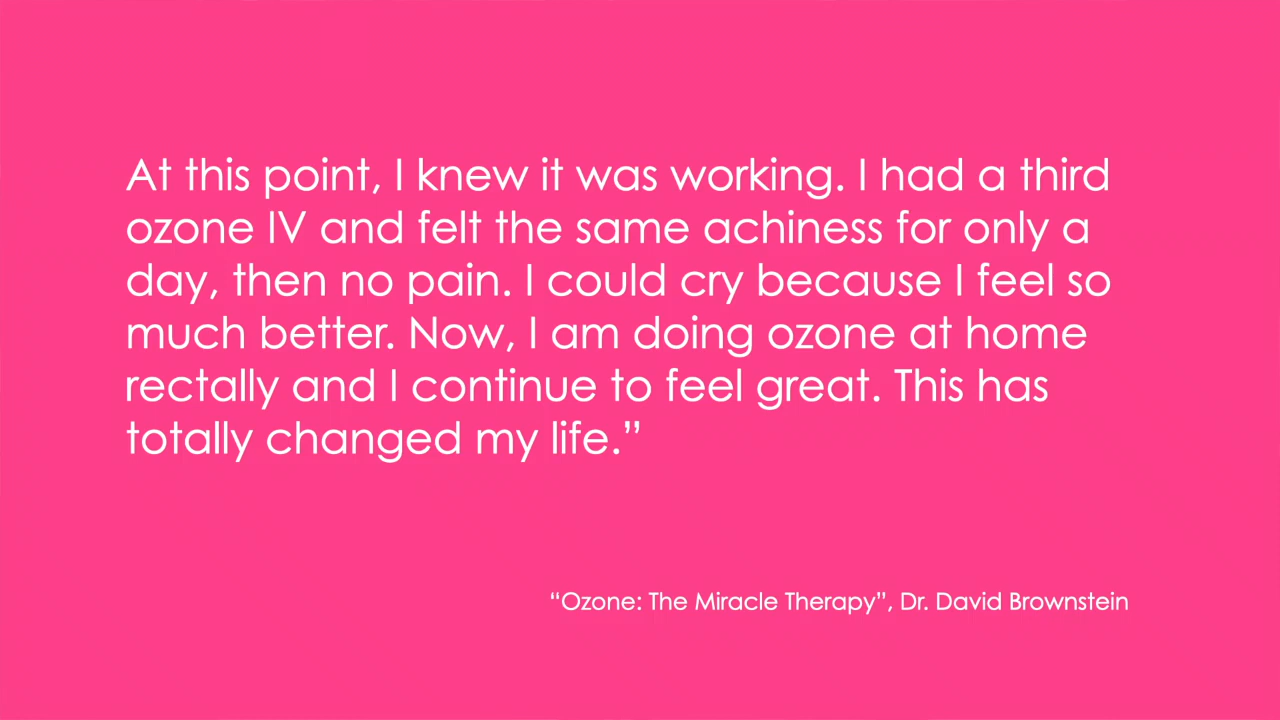 At this point, I knew it was working. I had a third
ozone IV and felt the same achiness for only a
day, then no pain. I could cry because I feel so
much better. Now, I am doing ozone at home
rectally and I continue to feel great. This has
totally changed my life.”
“Ozone: The Miracle Therapy”, Dr. David Brownstein